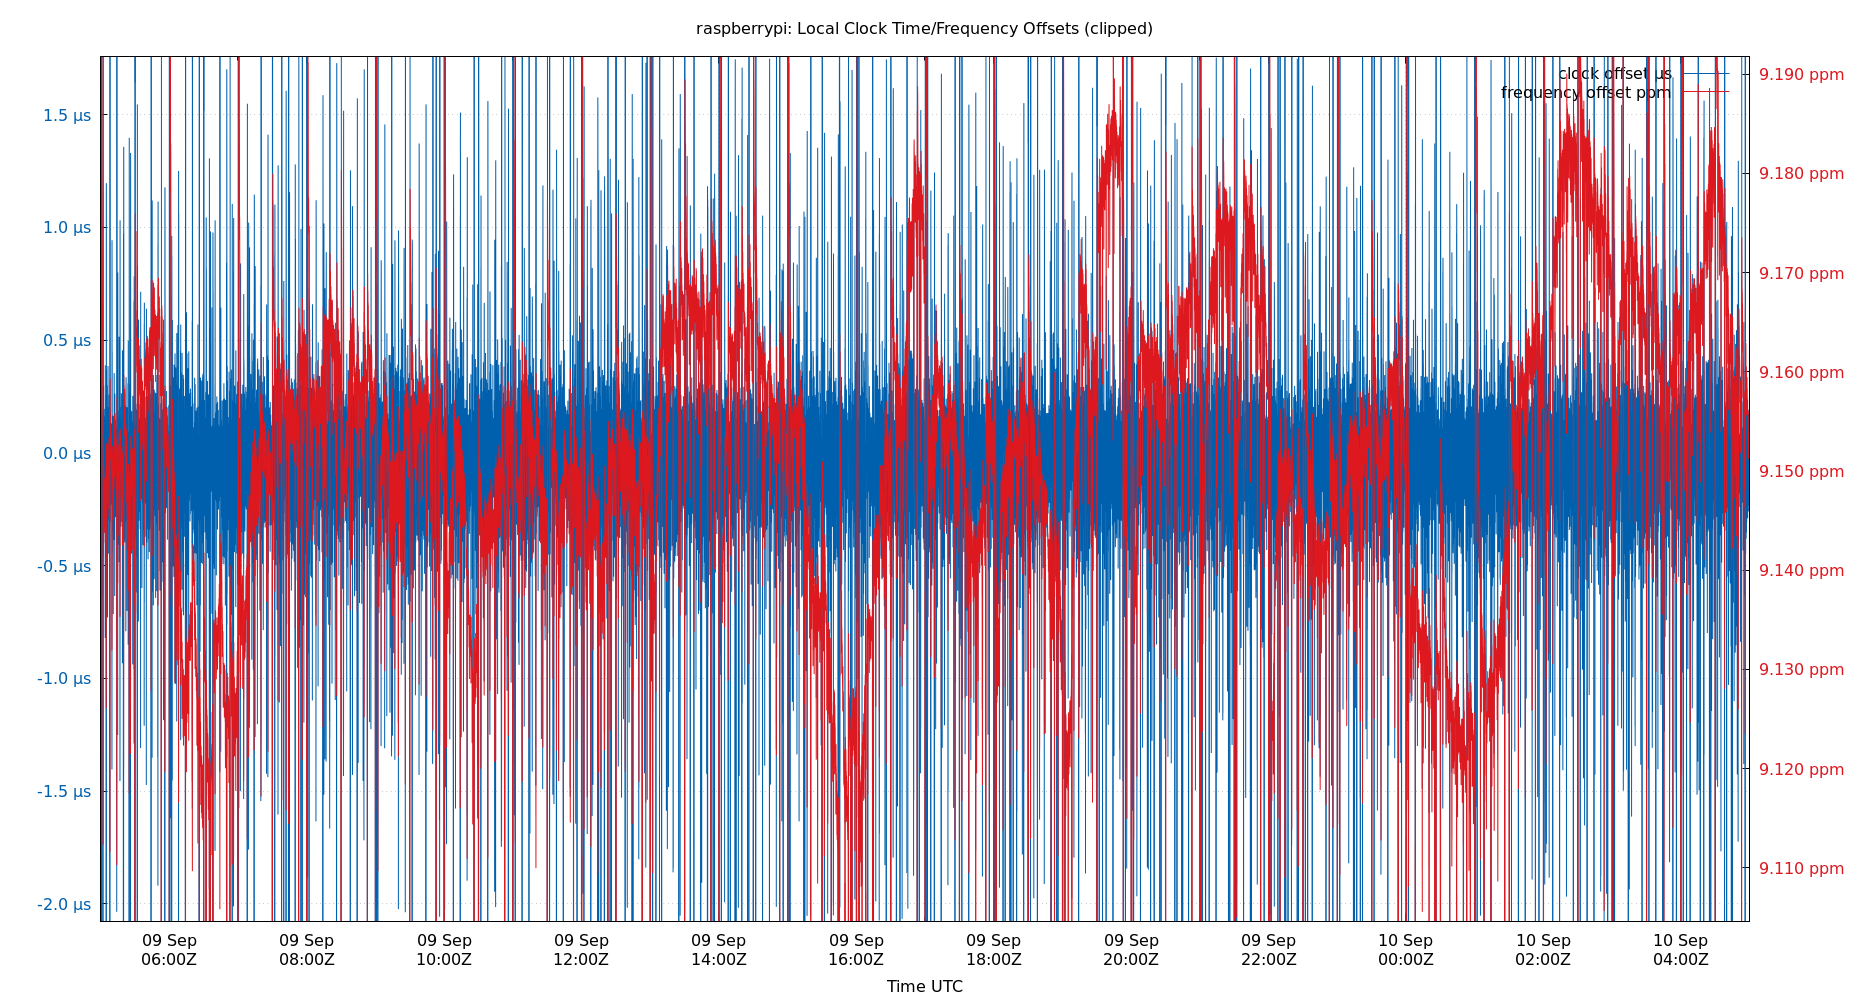 raspberrypi: Local Clock Time/Frequency Offsets (clipped)
clock offset µs
frequency offset ppm
1.5 µs
1.0 µs
0.5 µs
0.0 µs
-0.5 µs
-1.0 µs
-1.5 µs
-2.0 µs
9.190 ppm
9.180 ppm
9.170 ppm
9.160 ppm
9.150 ppm
9.140 ppm
9.130 ppm
9.120 ppm
9.110 ppm
09 Sep 09 Sep 09 Sep 09 Sep 09 Sep 09 Sep 09 Sep 09 Sep 09 Sep 10 Sep 10 Sep 10 Sep
06:00Z 08:00Z 10:00Z 12:00Z 14:00Z 16:00Z 18:00Z 20:00Z 22:00Z 00:00Z 02:00Z 04:00Z
Time UTC